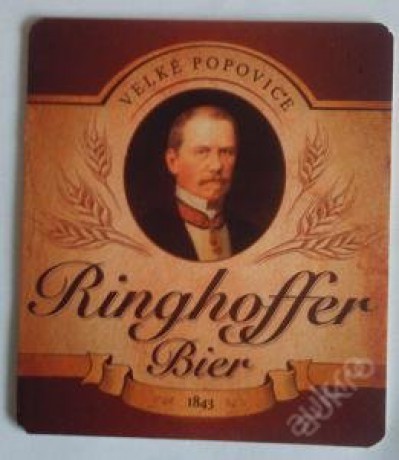 VELKÉ POPOVICE
Ringhoffer
Bier
1843
aukro